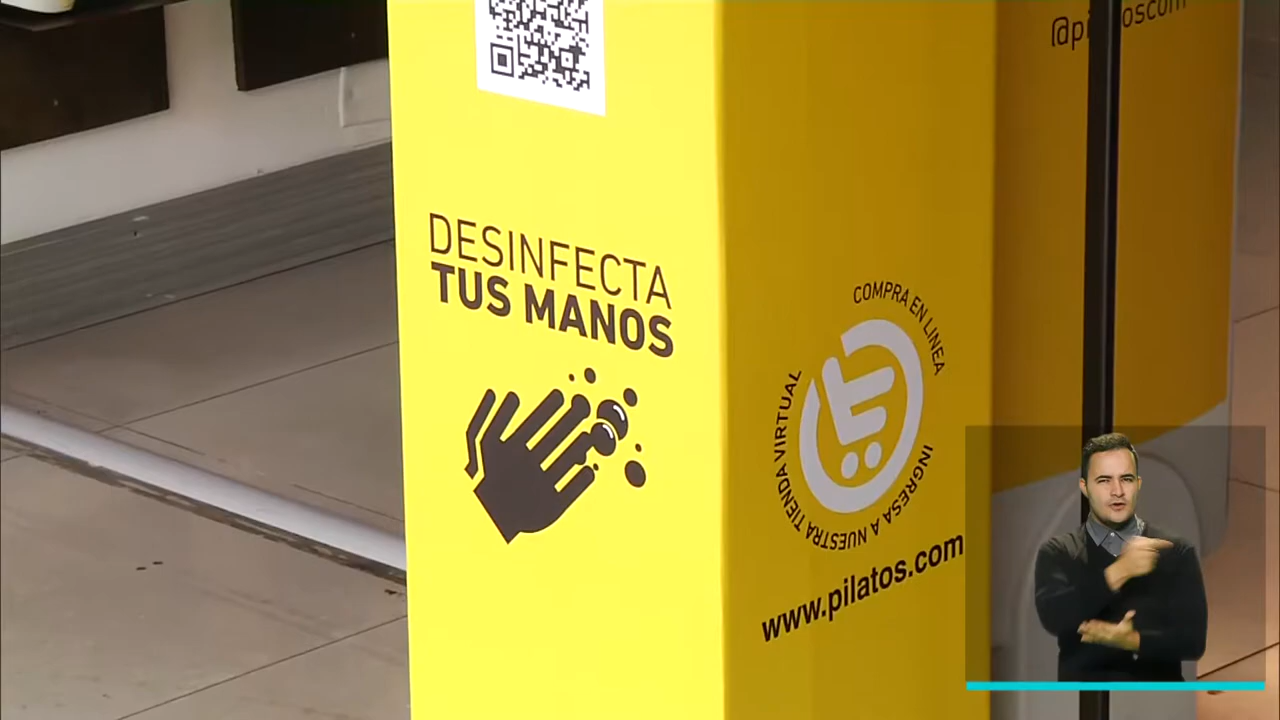 DESINFECTA
TUS MANOS
COMPRA EN LINEA
INGRESA A NUESTRA TIENDA VIRTUAL
www.pilatos.com